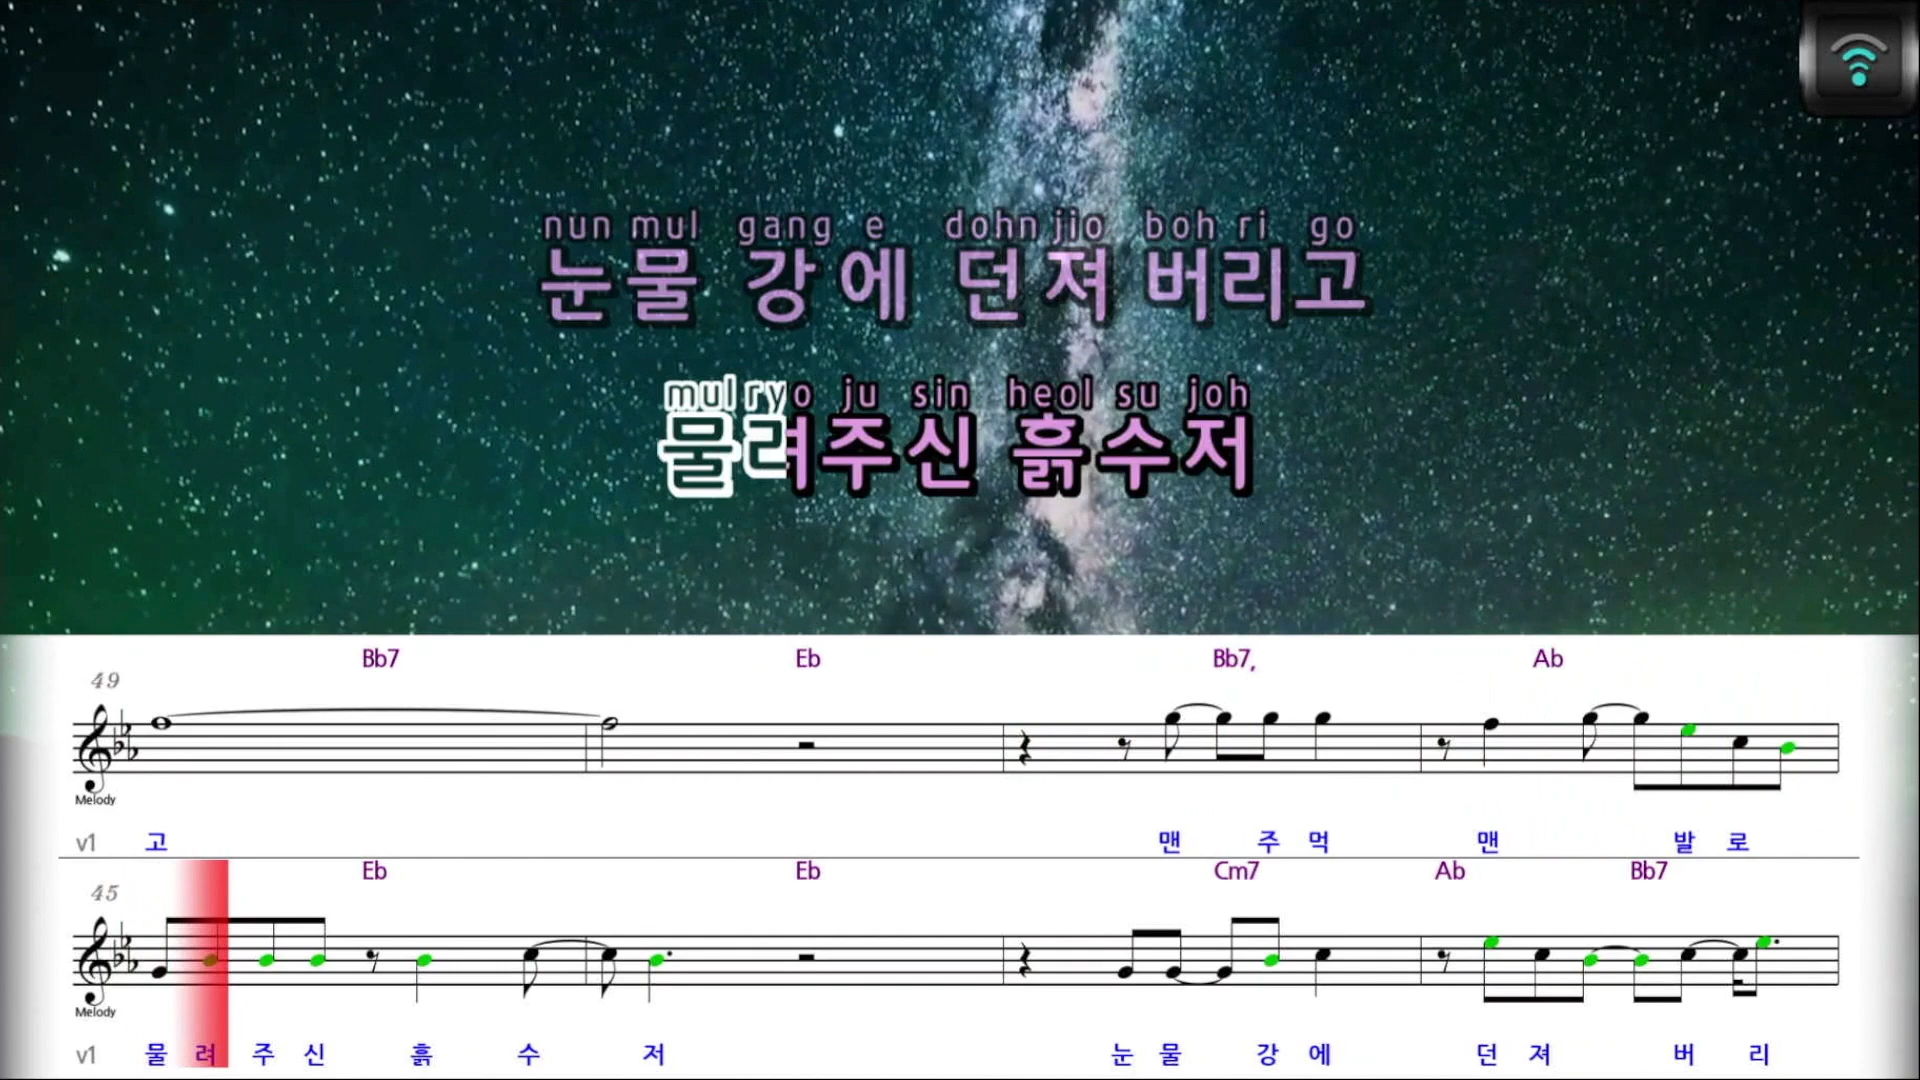 nun mul gang e dohn jio boh ri go
눈물 강에 던져 버리고
mul ryo ju sin heol su joh
물려주신 흙수저
Bb7 Eb Bb7, Ab
49
Melody
v1 고 맨 주 먹 맨 발 로
Eb Eb Cm7 Ab Bb7
45
Melody
v1 물 려 주 신 흙 수 저 눈 물 강 에 던 져 버 리